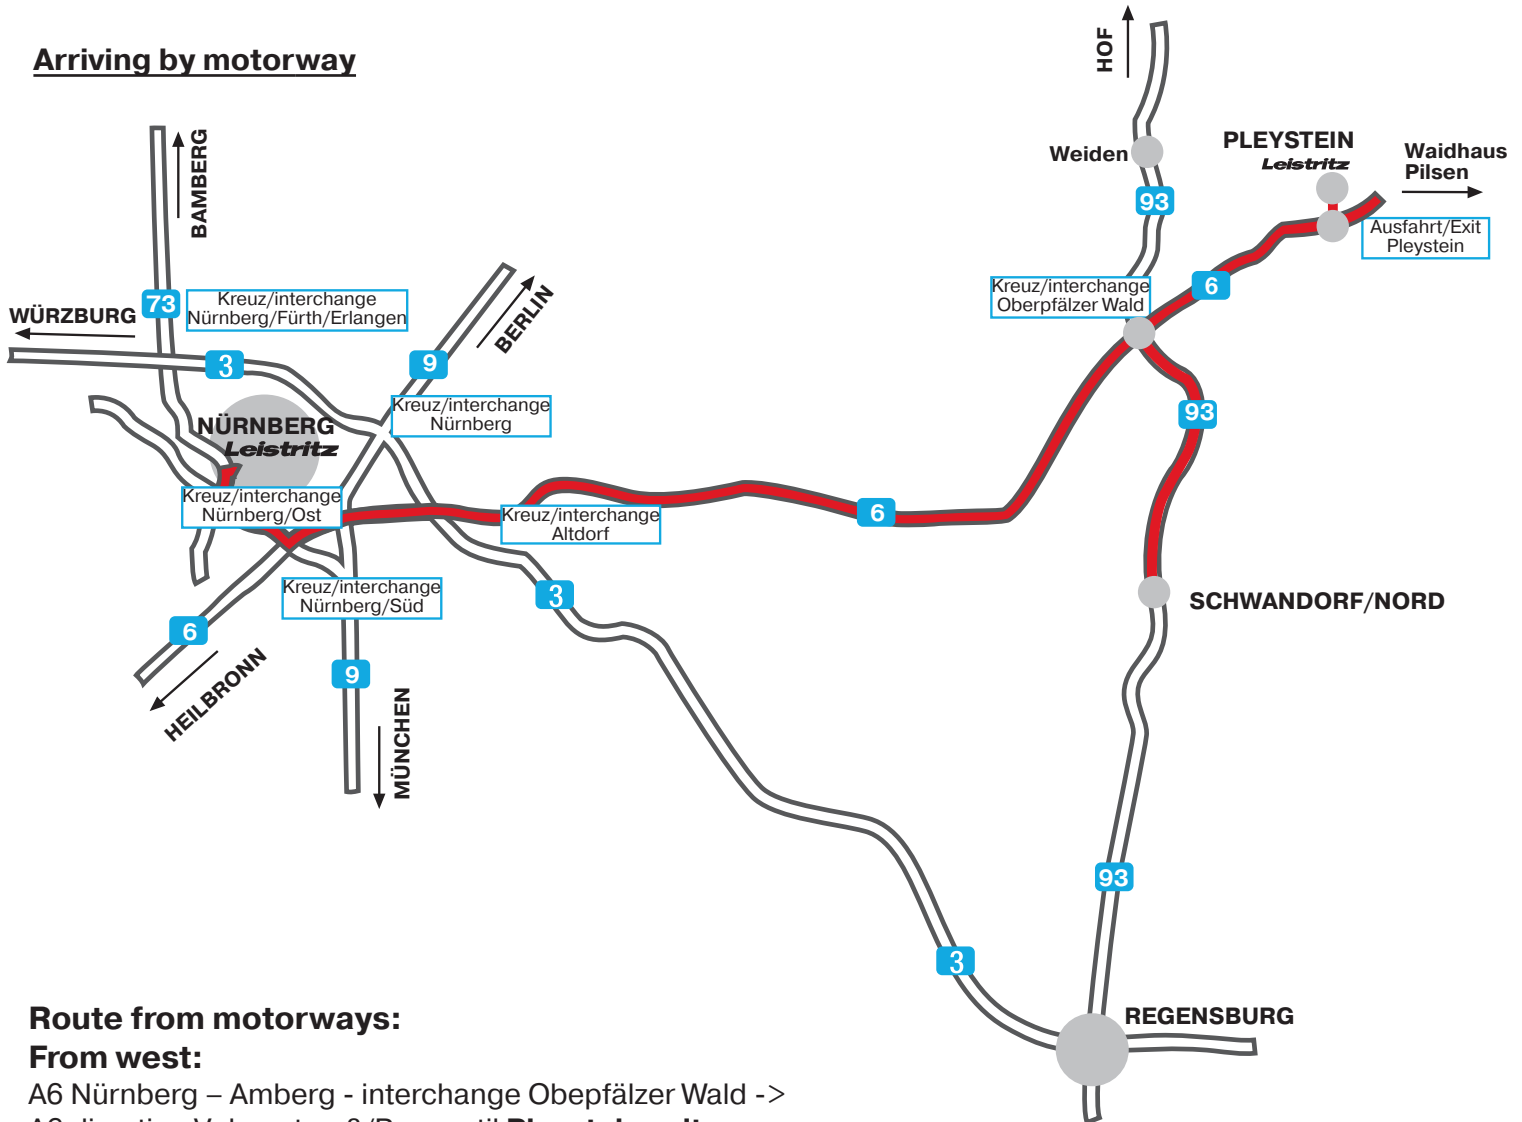 Arriving by motorway
HOF
BAMBERG
Weiden
PLEYSTEIN
Leistritz
Waidhaus
Pilsen
93
Ausfahrt/Exit
Pleystein
73
Kreuz/interchange
Nürnberg/Fürth/Erlangen
WÜRZBURG
3
BERLIN
9
Kreuz/interchange
Oberpfälzer Wald
6
Kreuz/interchange
Nürnberg
93
NÜRNBERG
Leistritz
Kreuz/interchange
Nürnberg/Ost
Kreuz/interchange
Altdorf
6
Kreuz/interchange
Nürnberg/Süd
3
SCHWANDORF/NORD
6
HEILBRONN
9
MÜNCHEN
93
3
REGENSBURG
Route from motorways:
From west:
A6 Nürnberg – Amberg - interchange Obepfälzer Wald ->